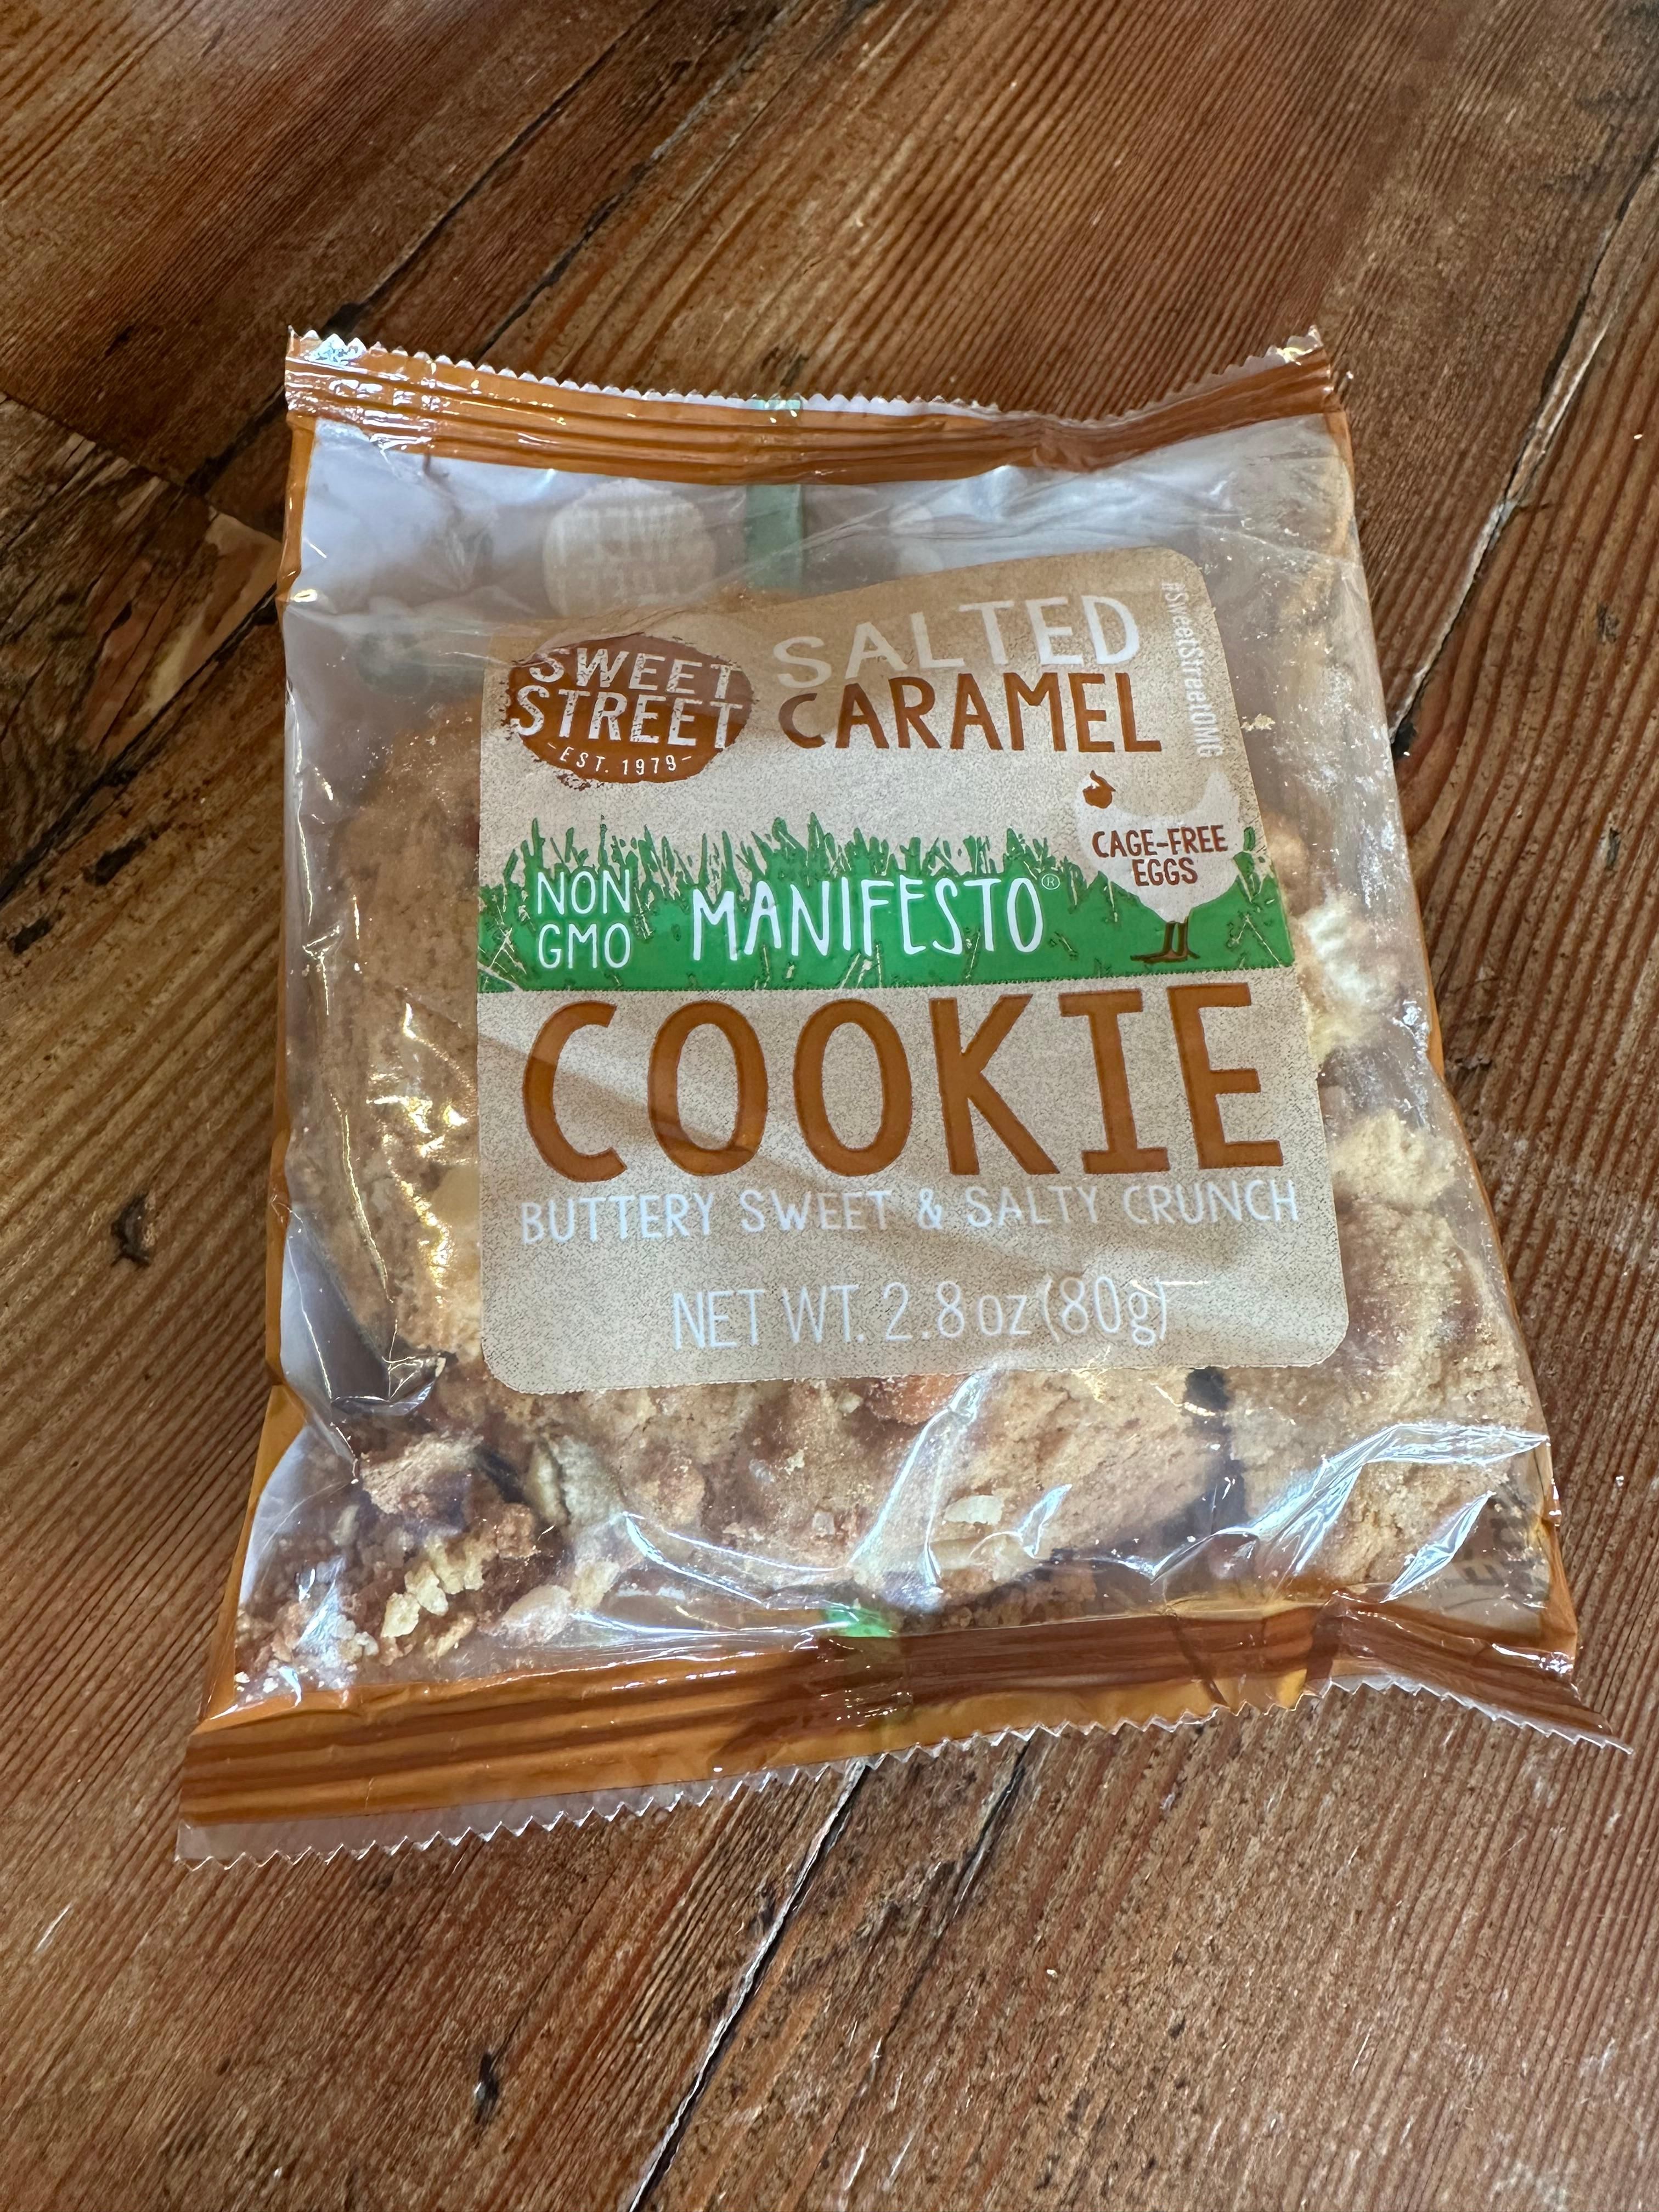 SWEET
STREET
-EST. 1979-
SALTED
CARAMEL
#SweetStreetOMG
CAGE-FREE
EGGS
NON
GMO
MANIFESTO®
COOKIE
BUTTERY SWEET & SALTY CRUNCH
NET WT. 2.8 oz (80g)